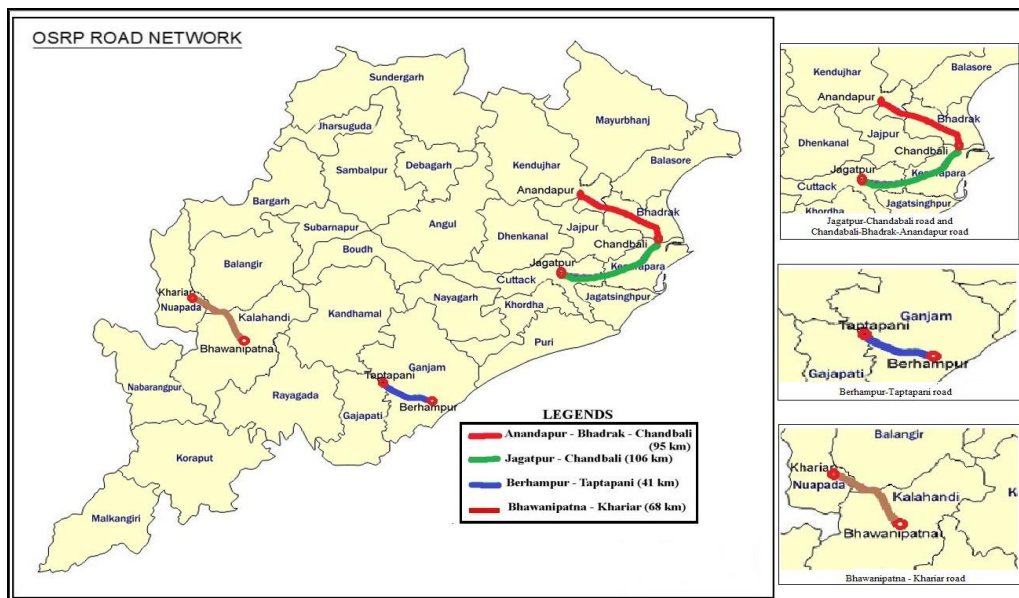 OSRP ROAD NETWORK
Sundergarh
Jharsuguda
Mayurbhanj
Sambalpur
Debagarh
Kendujhar
Balasore
Anandapur
Bargarh
Subarnapur
Angul
Dhenkanal
Jajpur
Bhadrak
Chandbali
Boudh
Balangir
Jagatpur
Cuttack
Nayagarh
Khordha
Jagatsinghpur
Khariar
Nuapada
Kalahandi
Kandhamal
Puri
Bhawanipatna
Ganjam
Taptapani
Nabarangpur
Rayagada
Gajapati
Berhampur
Koraput
Malkangiri
LEGENDS
Anandapur - Bhadrak - Chandbali
(95 km)
Jagatpur - Chandbali (106 km)
Berhampur - Taptapani (41 km)
Bhawanipatna - Khariar (68 km)
Kendujhar
Balasore
Anandapur
Bhadrak
Jajpur
Dhenkanal
Chandbali
Jagatpur
Cuttack
Jagatsinghpur
Khordha
Jagatpur-Chandabali road and
Chandabali-Bhadrak-Anandapur road
Ganjam
Taptapani
Berhampur
Gajapati
Berhampur-Taptapani road
Balangir
Khariar
Nuapada
Kalahandi
Bhawanipatna
Bhawanipatna - Khariar road